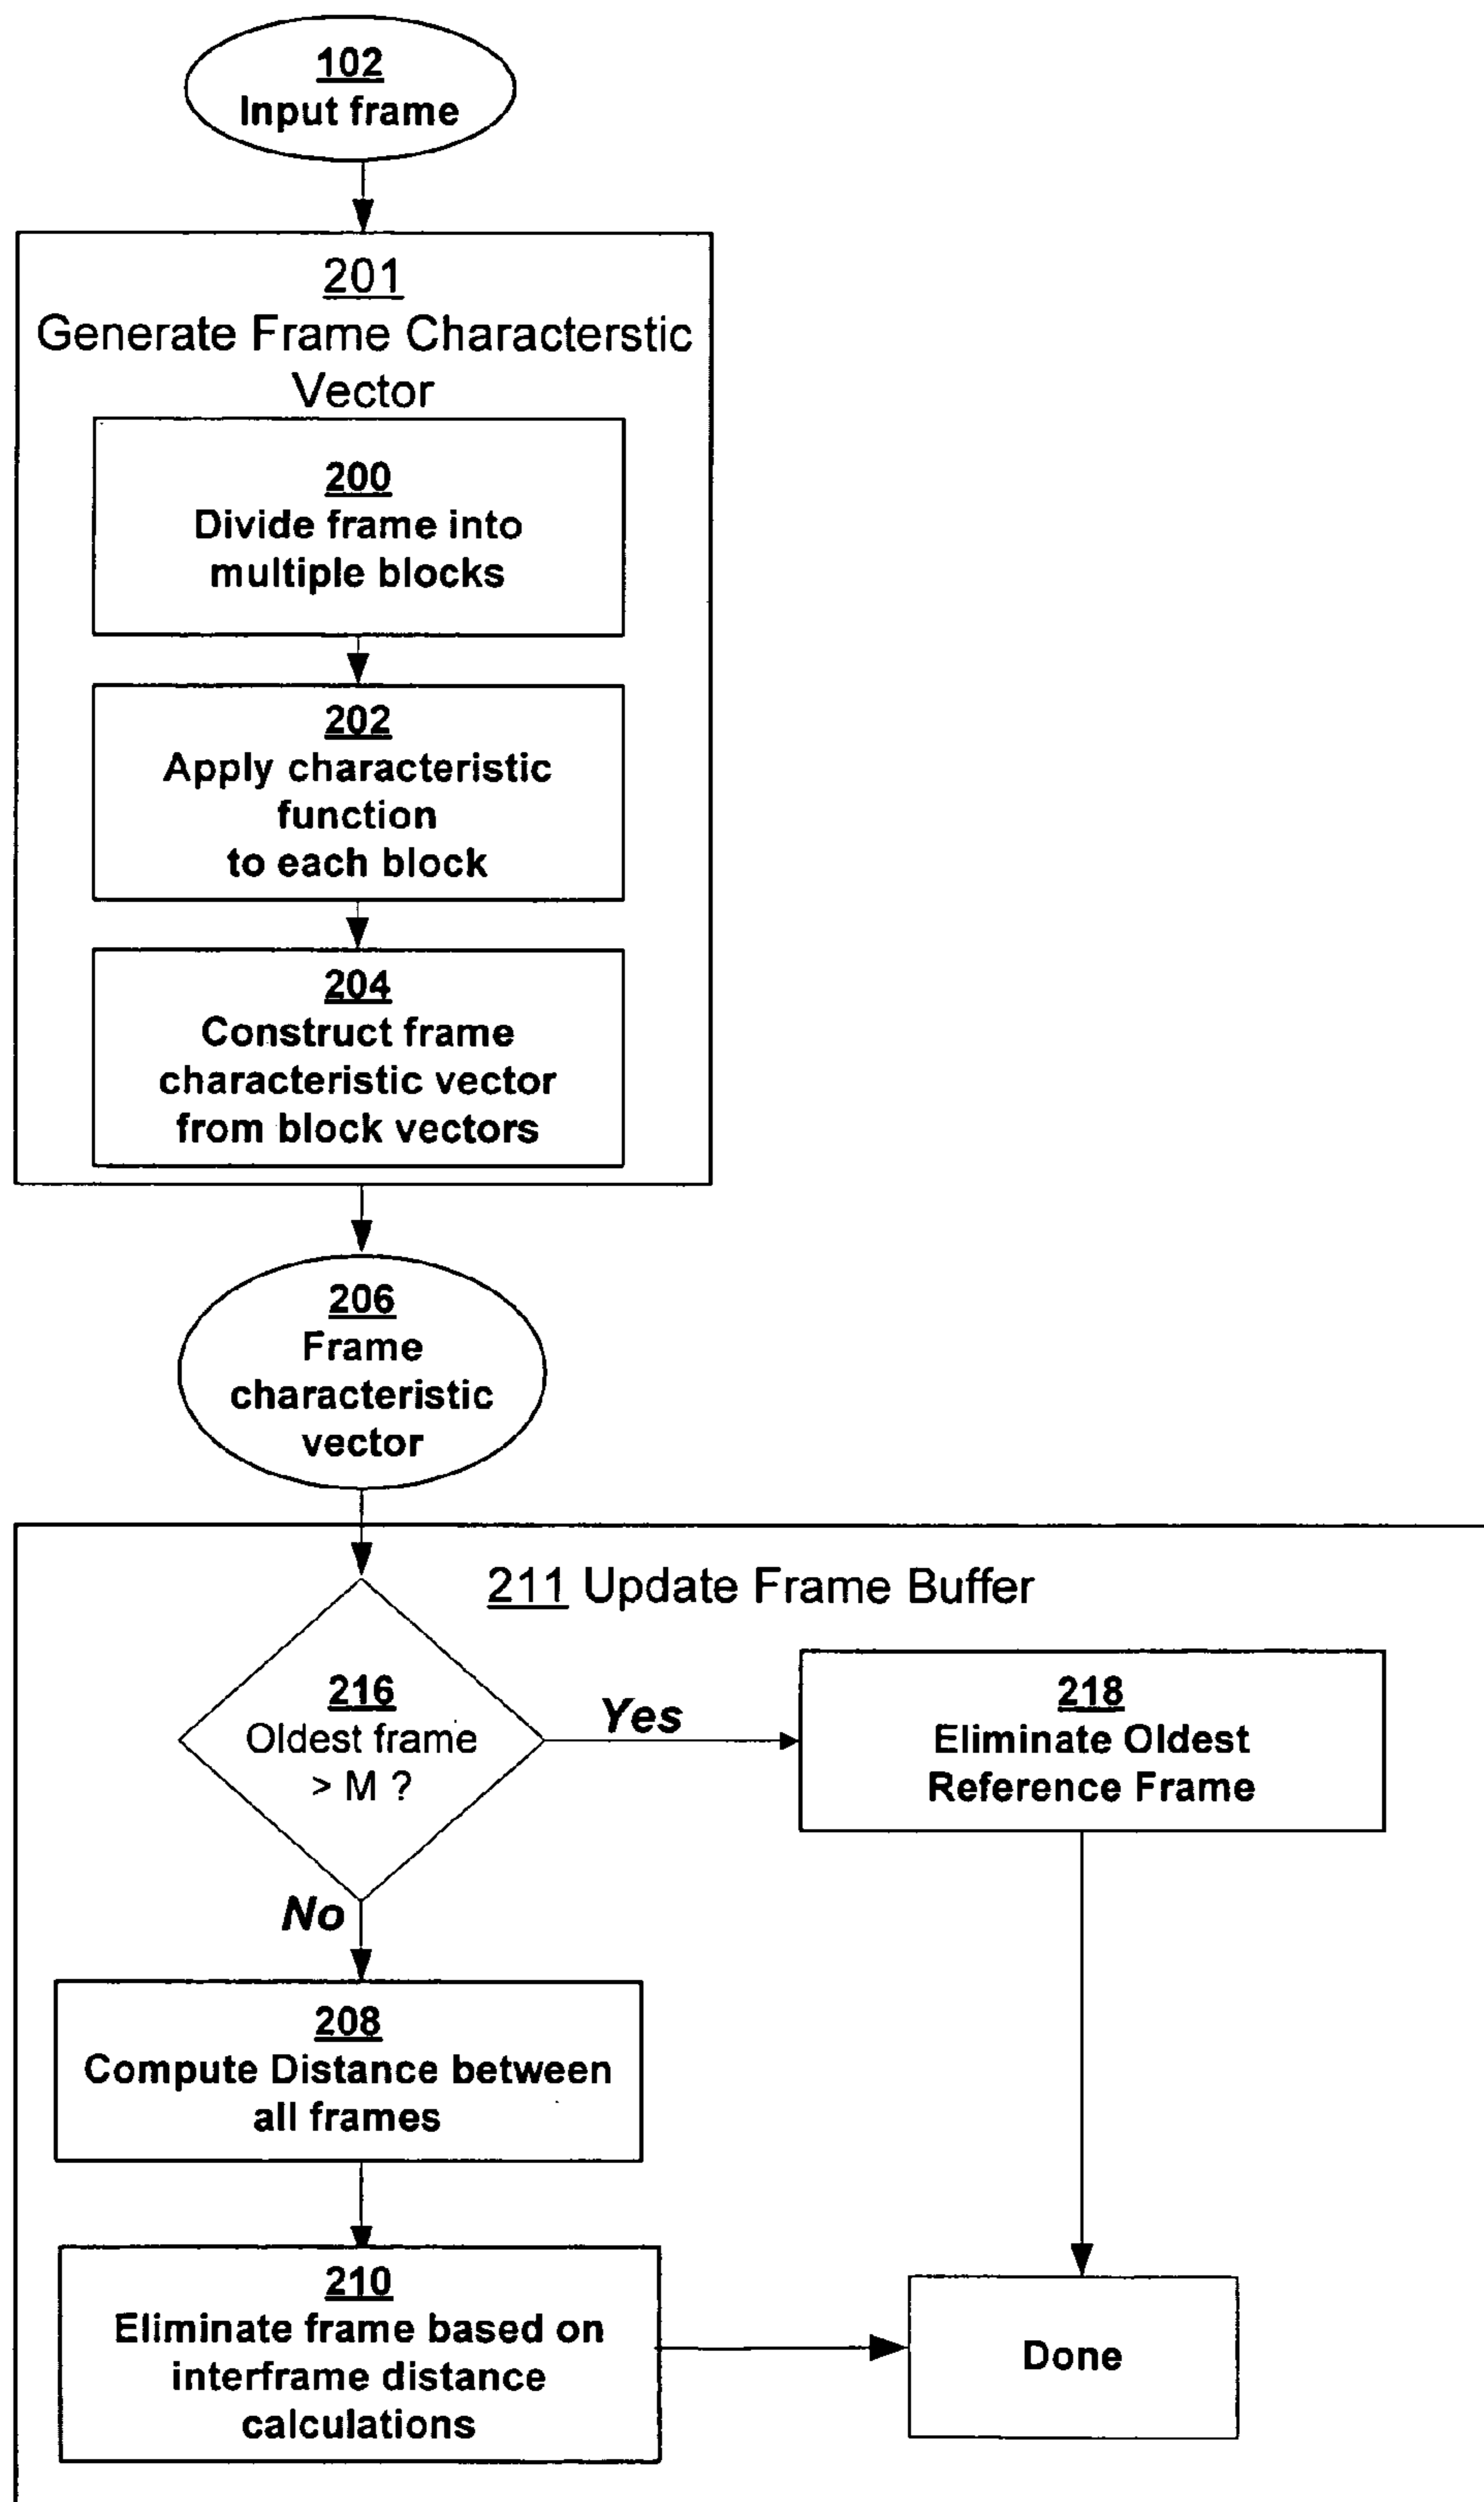 102
Input frame
201
Generate Frame Characterstic
Vector
200
Divide frame into
multiple blocks
202
Apply characteristic
function
to each block
204
Construct frame
characteristic vector
from block vectors
206
Frame
characteristic
vector
211 Update Frame Buffer
216
Oldest frame
> M ?
Yes
218
Eliminate Oldest
Reference Frame
No
208
Compute Distance between
all frames
210
Eliminate frame based on
interframe distance
calculations
Done